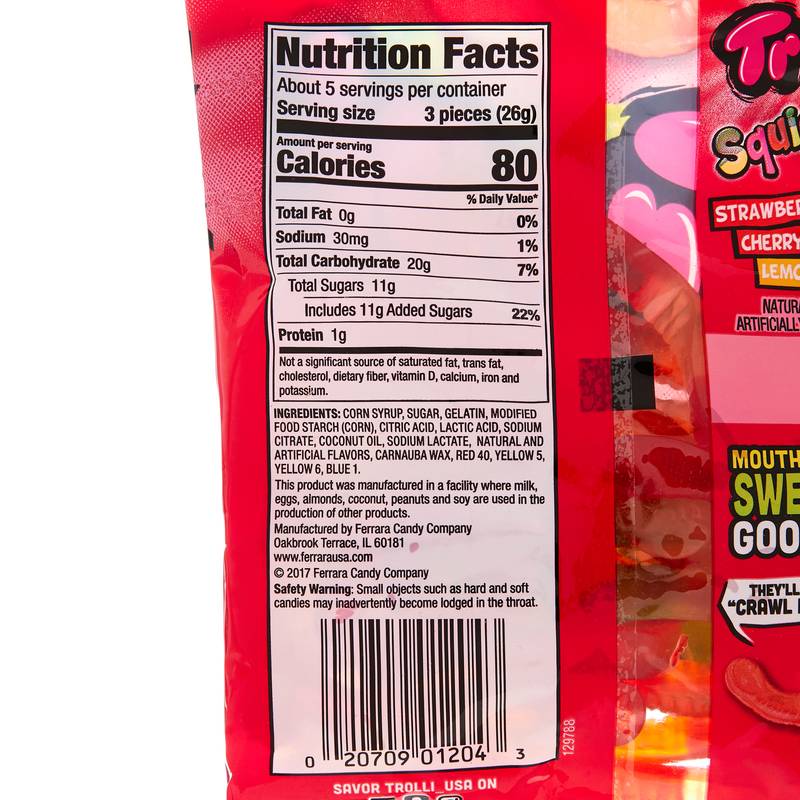 Nutrition Facts
About 5 servings per container
Serving size 3 pieces (26g)
Amount per serving
Calories 80
% Daily Value*
Total Fat 0g 0%
Sodium 30mg 1%
Total Carbohydrate 20g 7%
Total Sugars 11g
Includes 11g Added Sugars 22%
Protein 1g
Not a significant source of saturated fat, trans fat,
cholesterol, dietary fiber, vitamin D, calcium, iron and
potassium.
INGREDIENTS: CORN SYRUP, SUGAR, GELATIN, MODIFIED
FOOD STARCH (CORN), CITRIC ACID, LACTIC ACID, SODIUM
CITRATE, COCONUT OIL, SODIUM LACTATE, NATURAL AND
ARTIFICIAL FLAVORS, CARNAUBA WAX, RED 40, YELLOW 5,
YELLOW 6, BLUE 1.
This product was manufactured in a facility where milk,
eggs, almonds, coconut, peanuts and soy are used in the
production of other products.
Manufactured by Ferrara Candy Company
Oakbrook Terrace, IL 60181
www.ferrarausa.com
© 2017 Ferrara Candy Company
Safety Warning: Small objects such as hard and soft
candies may inadvertently become lodged in the throat.
0 20709 01204 3
129788
SAVOR TROLLI_USA ON
Tr
Squi
STRAWBER
CHERRY
LEMO
NATURA
ARTIFICIALLY
MOUTH
SWE
GOO
THEY'LL
"CRAWL